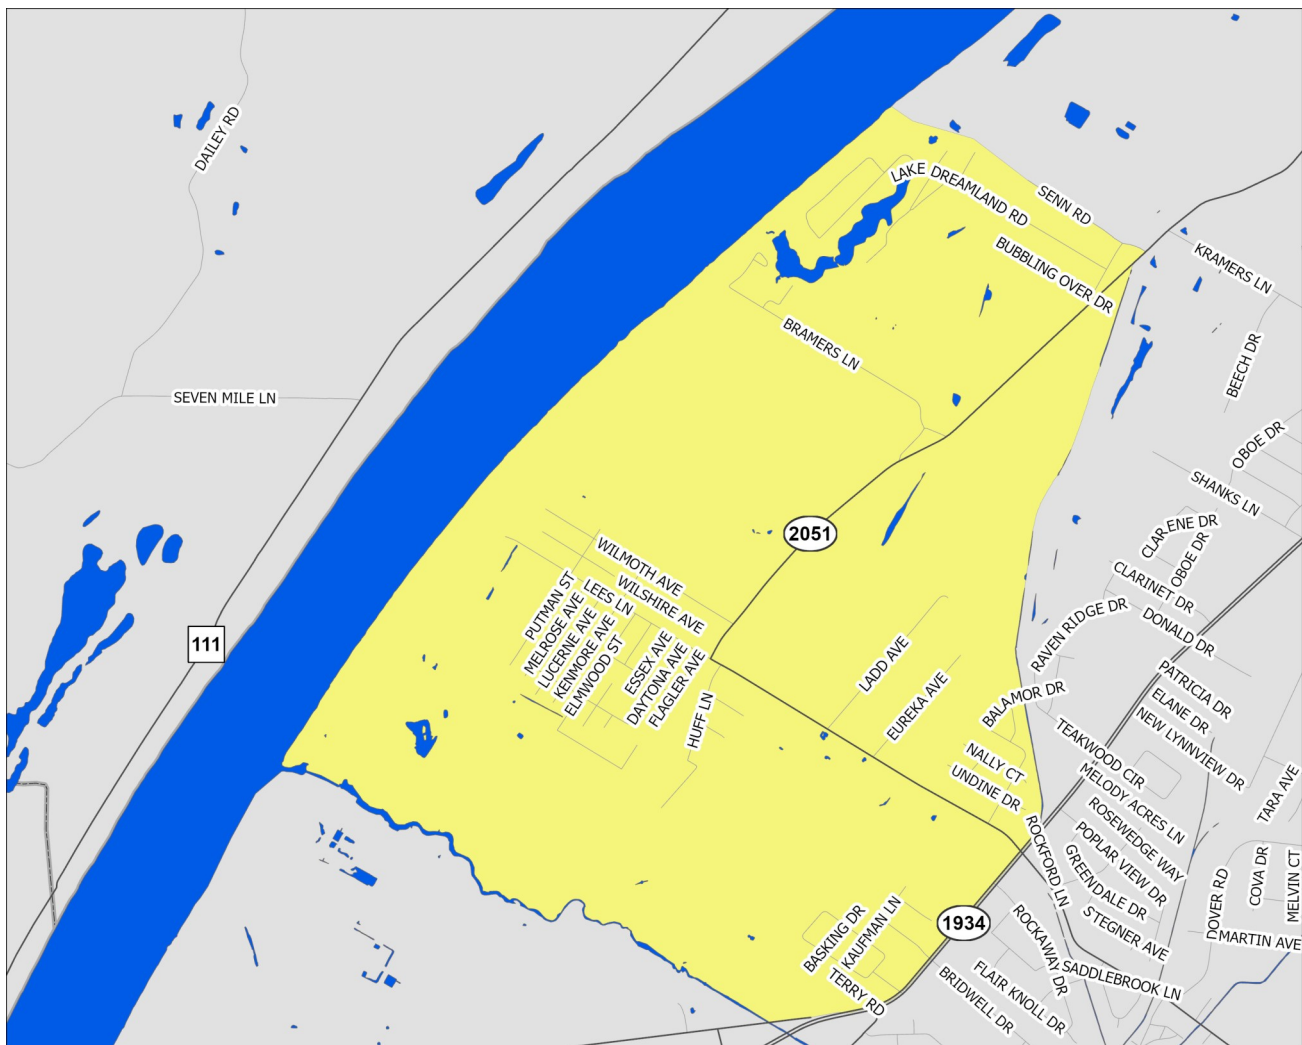 DAILEY RD
LAKE DREAMLAND RD
SENN RD
BUBBLING OVER DR
KRAMERS LN
BRAMERS LN
BEECH DR
SEVEN MILE LN
OBOE DR
SHANKS LN
2051
CLARENE DR
OBOE DR
CLARINET DR
WILMOTH AVE
WILSHIRE AVE
LEES LN
PUTMAN ST
MELROSE AVE
LUCERNE AVE
KENMORE AVE
ELMWOOD ST
ESSEX AVE
DAYTONA AVE
FLAGLER AVE
HUFF LN
111
LADD AVE
EUREKA AVE
RAVEN RIDGE DR
DONALD DR
BALAMOR DR
PATRICIA DR
ELANE DR
NEW LYNNVIEW DR
NALLY CT
UNDINE DR
TEAKWOOD CIR
MELODY ACRES LN
TARA AVE
ROSEWEDGE WAY
POPLAR VIEW DR
GREENDALE DR
ROCKFORD LN
STEGNER AVE
DOVER RD
COVA DR
MELVIN CT
MARTIN AVE
1934
BASKING DR
KAUFMAN LN
TERRY RD
ROCKAWAY DR
SADDLEBROOK LN
FLAIR KNOLL DR
BRIDWELL DR